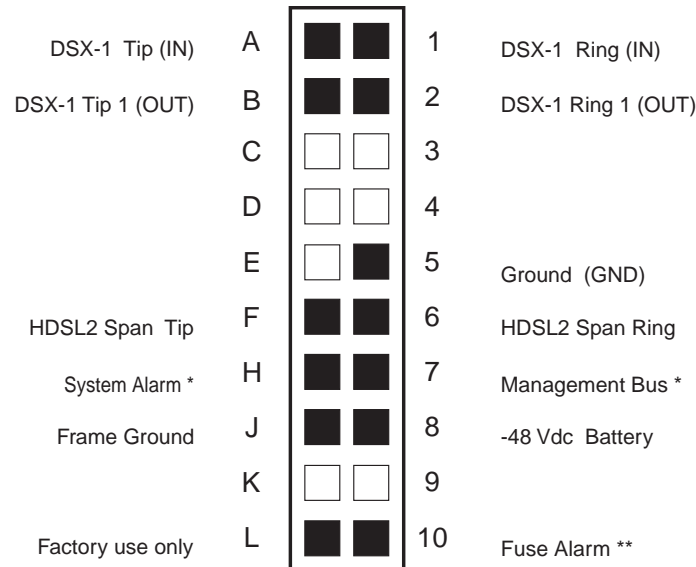 DSX-1 Tip (IN) A 1 DSX-1 Ring (IN)
DSX-1 Tip 1 (OUT) B 2 DSX-1 Ring 1 (OUT)
C 3
D 4
E 5 Ground (GND)
HDSL2 Span Tip F 6 HDSL2 Span Ring
System Alarm * H 7 Management Bus *
Frame Ground J 8 -48 Vdc Battery
K 9
Factory use only L 10 Fuse Alarm **